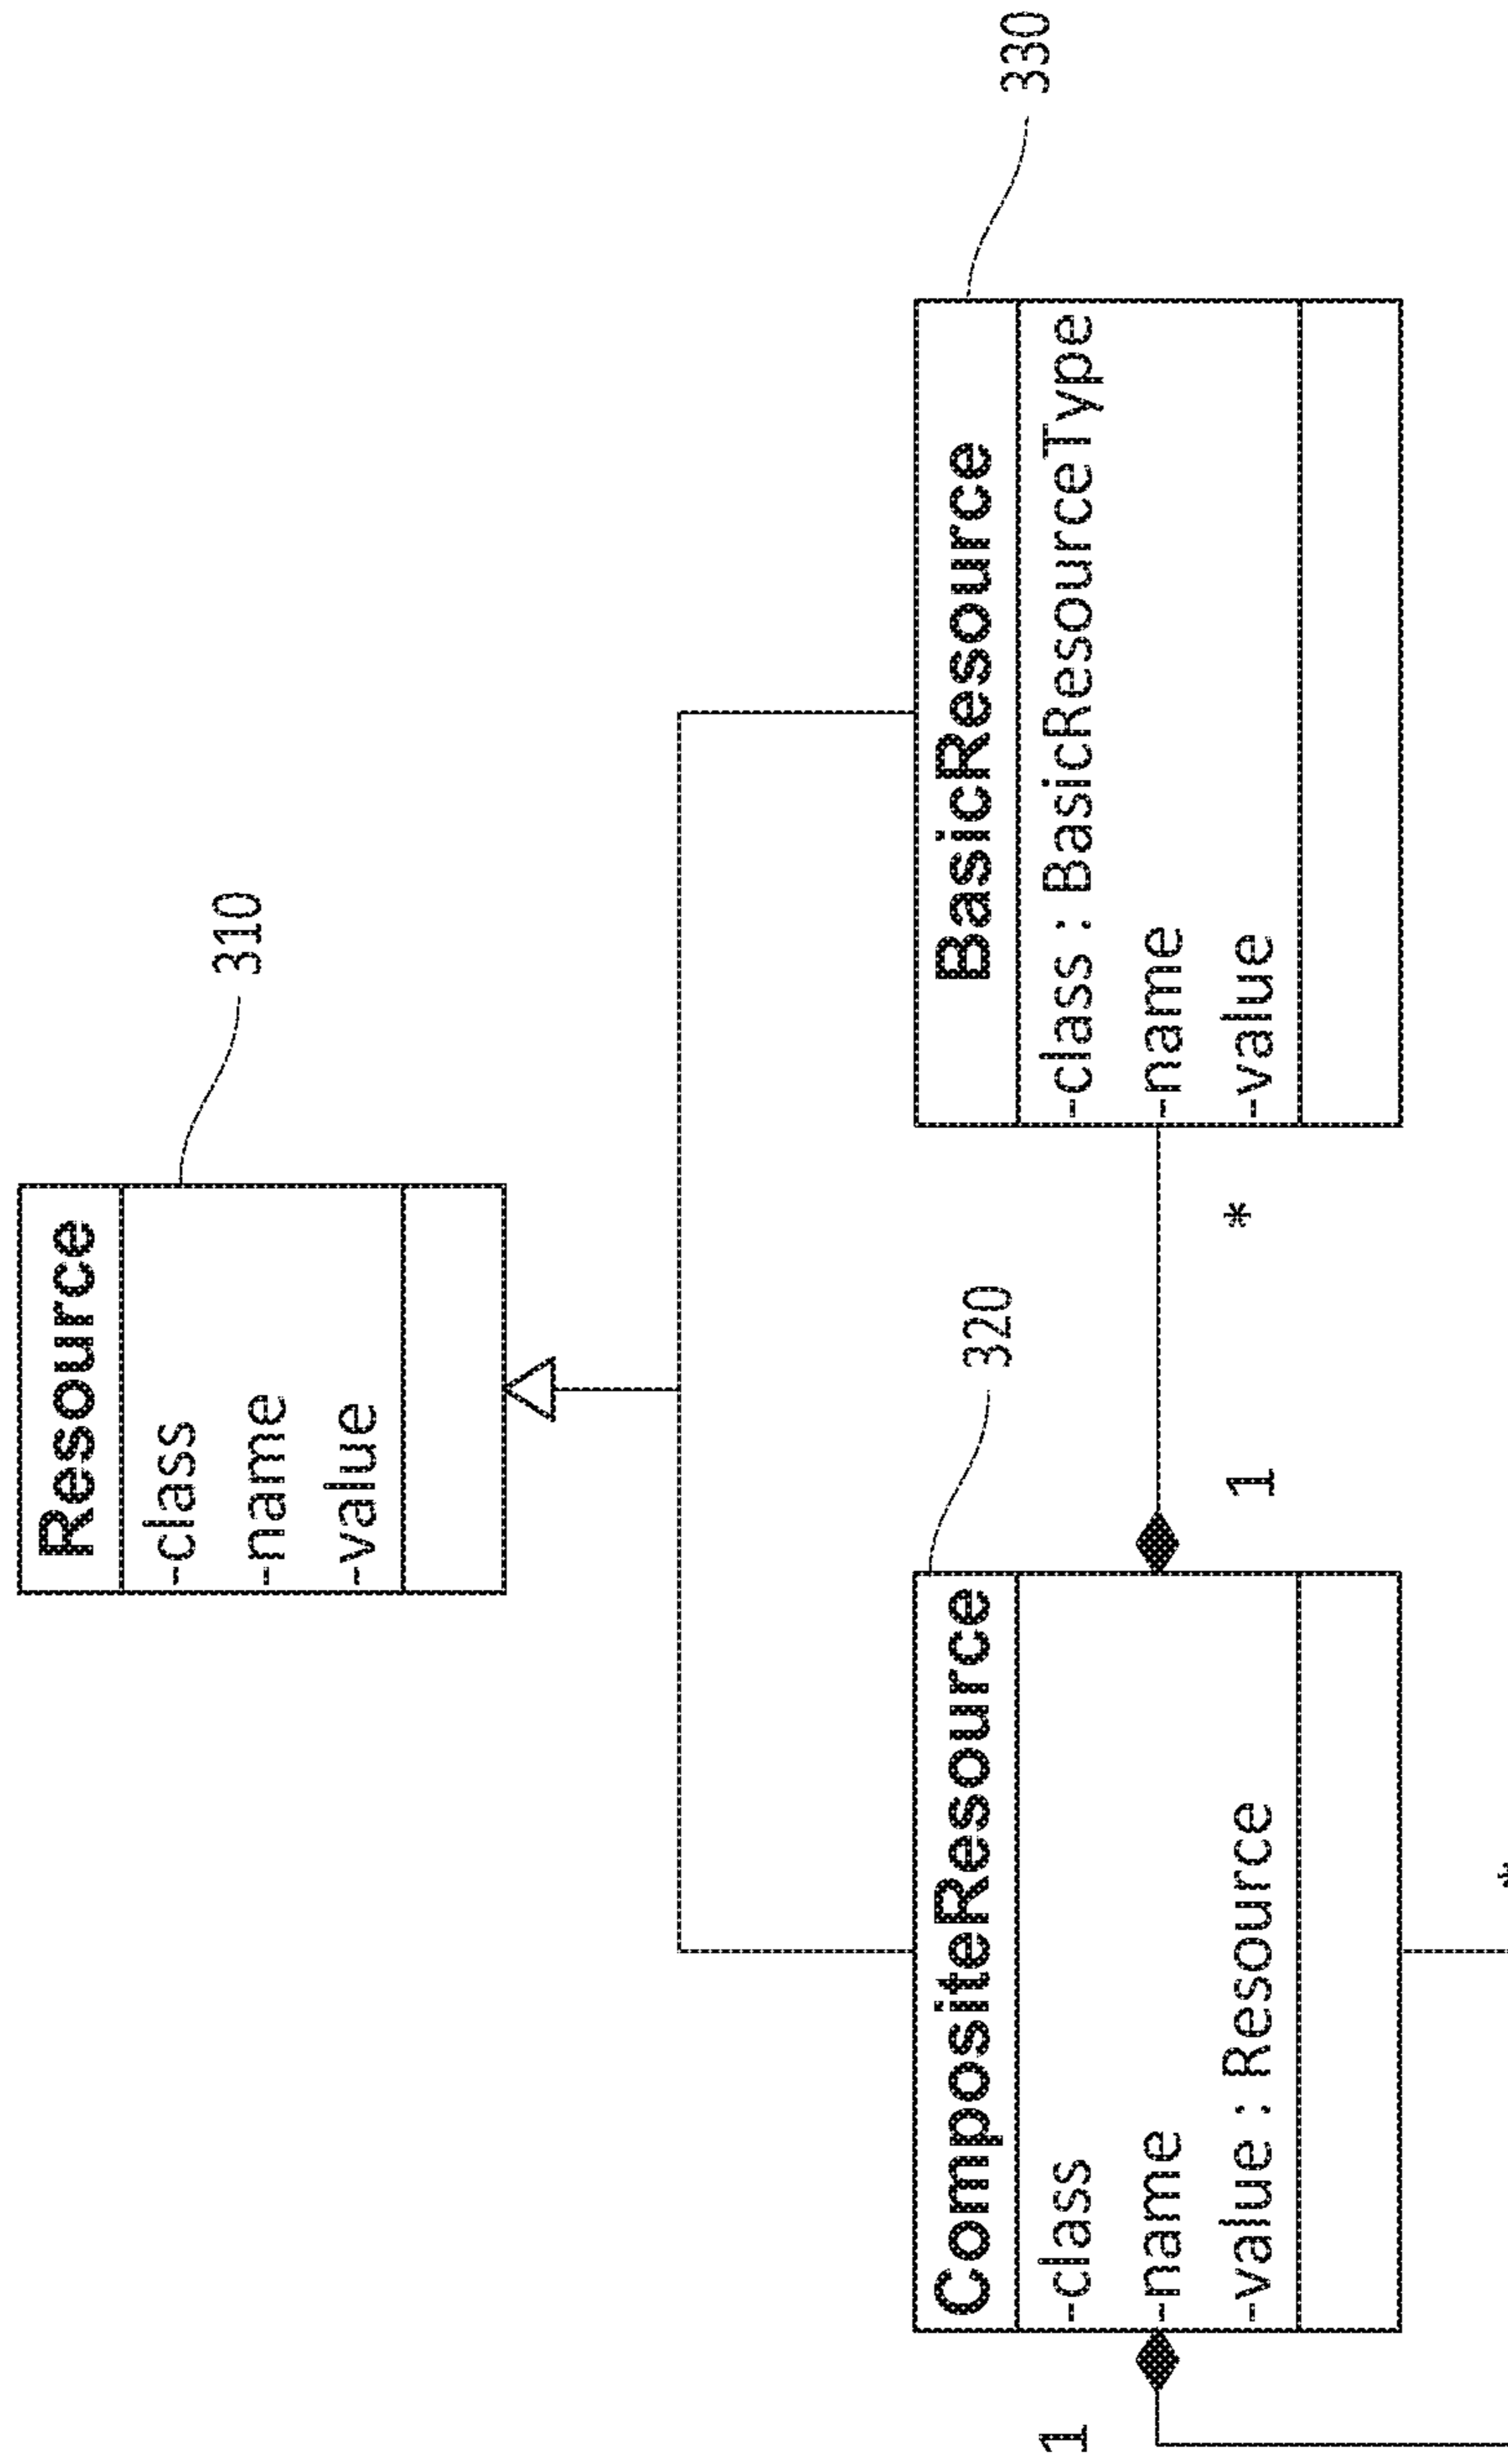 310
Resource
-class
-name
-value
330
320
CompositeResource
-class
-name
-value : Resource
1
*
BasicResource
-class : BasicResourceType
-name
-value
1
*